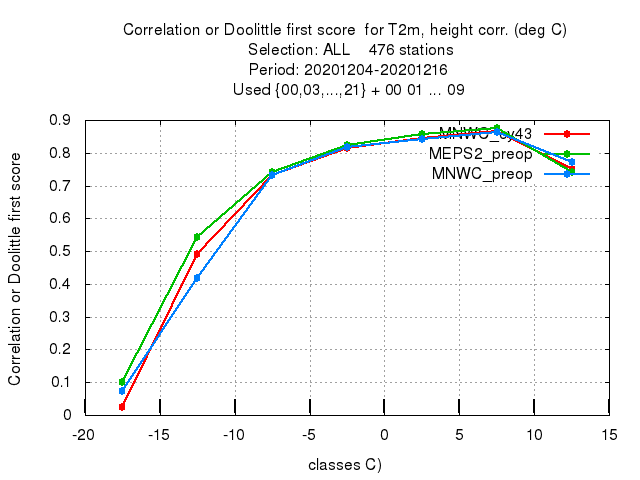 Correlation or Doolittle first score  for T2m, height corr. (deg C)
Selection: ALL    476 stations
Period: 20201204-20201216
Used {00,03,...,21} + 00 01 ... 09
Correlation or Doolittle first score
0.9
0.8
0.7
0.6
0.5
0.4
0.3
0.2
0.1
0
MNWC_cy43
MEPS2_preop
MNWC_preop
-20 -15 -10 -5 0 5 10 15
classes C)